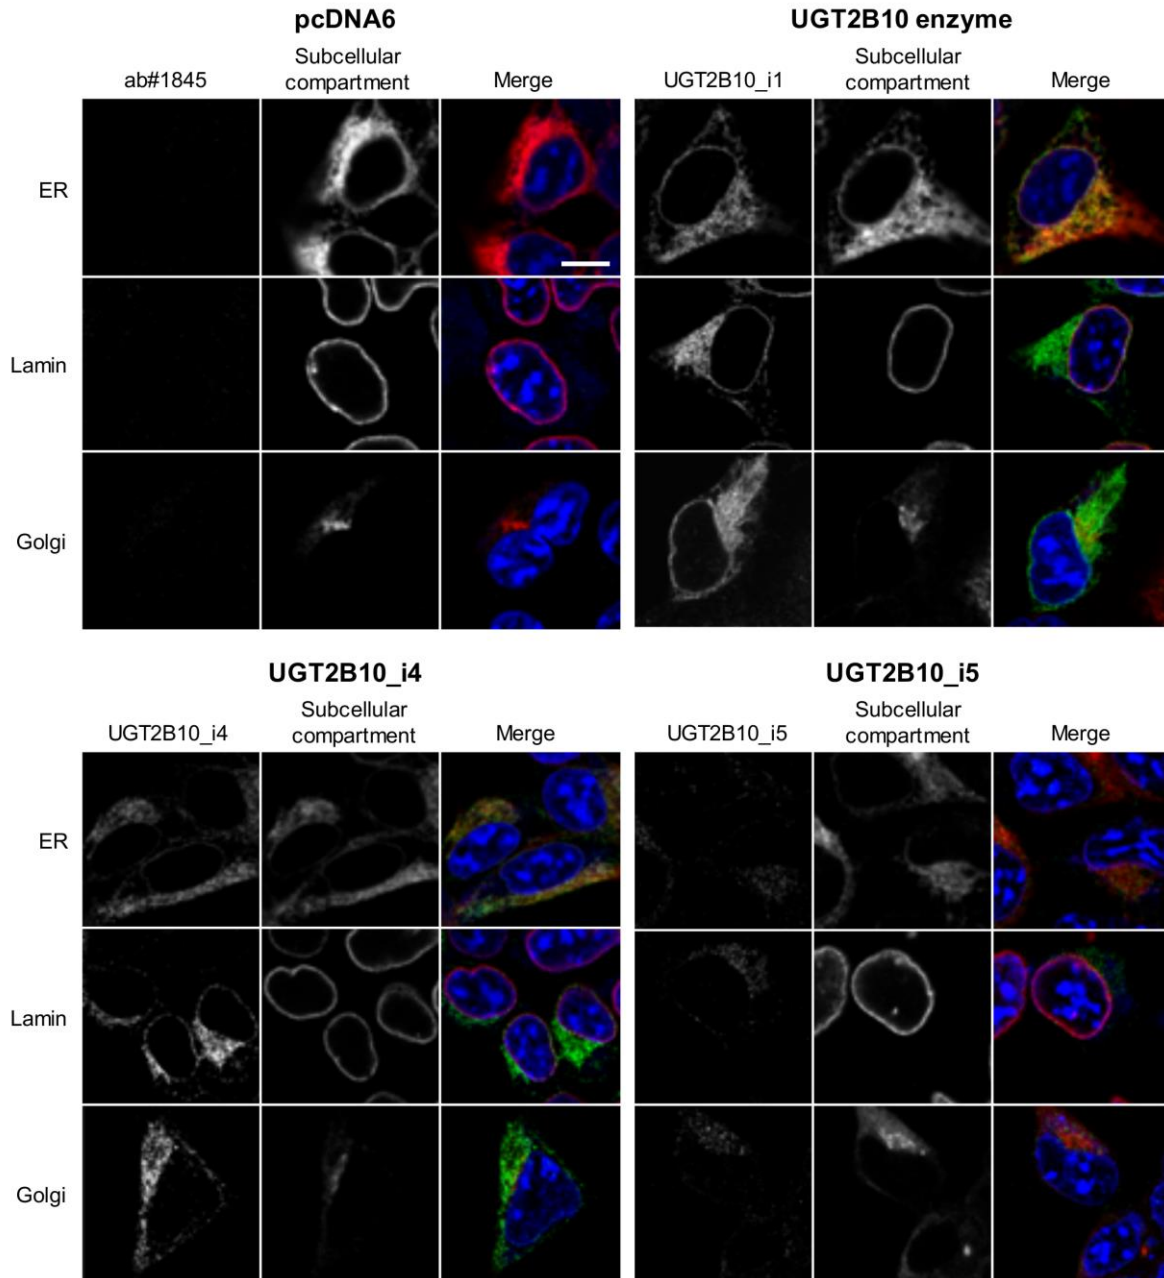 pcDNA6
UGT2B10 enzyme
ab#1845
Subcellular
compartment
Merge
UGT2B10_i1
Subcellular
compartment
Merge
ER
Lamin
Golgi
UGT2B10_i4
UGT2B10_i5
UGT2B10_i4
Subcellular
compartment
Merge
UGT2B10_i5
Subcellular
compartment
Merge
ER
Lamin
Golgi